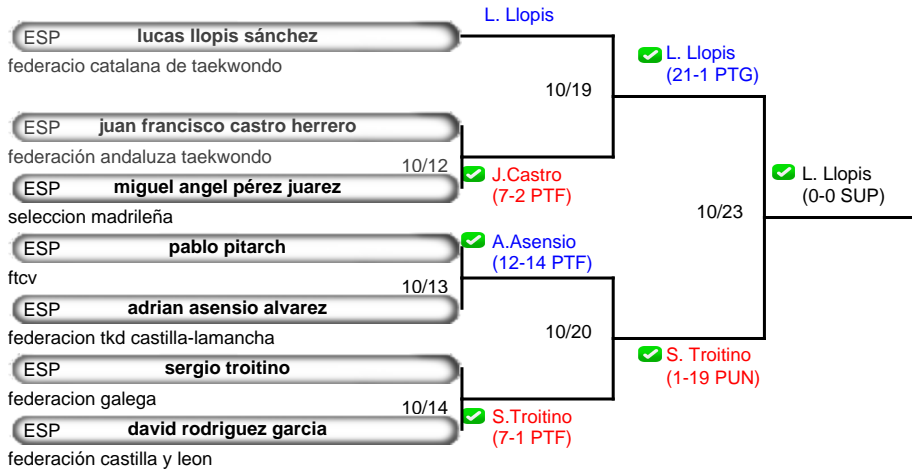 L. Llopis
ESP lucas llopis sánchez
federacio catalana de taekwondo
L. Llopis
(21-1 PTG)
10/19
ESP juan francisco castro herrero
federación andaluza taekwondo
10/12
J.Castro
(7-2 PTF)
ESP miguel angel pérez juarez
seleccion madrileña
L. Llopis
(0-0 SUP)
10/23
ESP pablo pitarch
ftcv
A.Asensio
(12-14 PTF)
10/13
ESP adrian asensio alvarez
federacion tkd castilla-lamancha
10/20
ESP sergio troitino
federacion galega
S. Troitino
(1-19 PUN)
10/14
S.Troitino
(7-1 PTF)
ESP david rodriguez garcia
federación castilla y leon